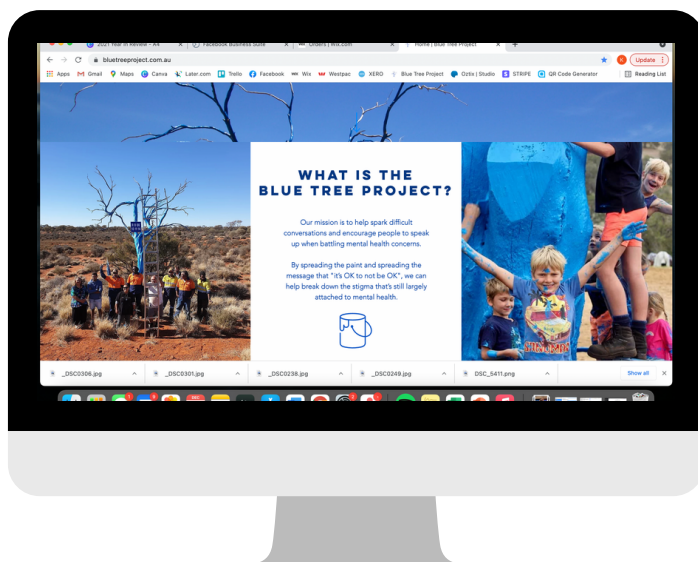 2021 Year in Review - A4
Facebook Business Suite
Orders | Wix.com
Home | Blue Tree Project
bluetreeproject.com.au
Update
Apps Gmail Maps Canva Later.com Trello Facebook Wix Westpac XERO Blue Tree Project Oztix | Studio STRIPE QR Code Generator Reading List
WHAT IS THE
BLUE TREE PROJECT?
Our mission is to help spark difficult
conversations and encourage people to speak
up when battling mental health concerns.
By spreading the paint and spreading the
message that "it's OK to not be OK", we can
help break down the stigma that's still largely
attached to mental health.
_DSC0306.jpg _DSC0301.jpg _DSC0238.jpg _DSC0249.jpg DSC_5411.png Show all